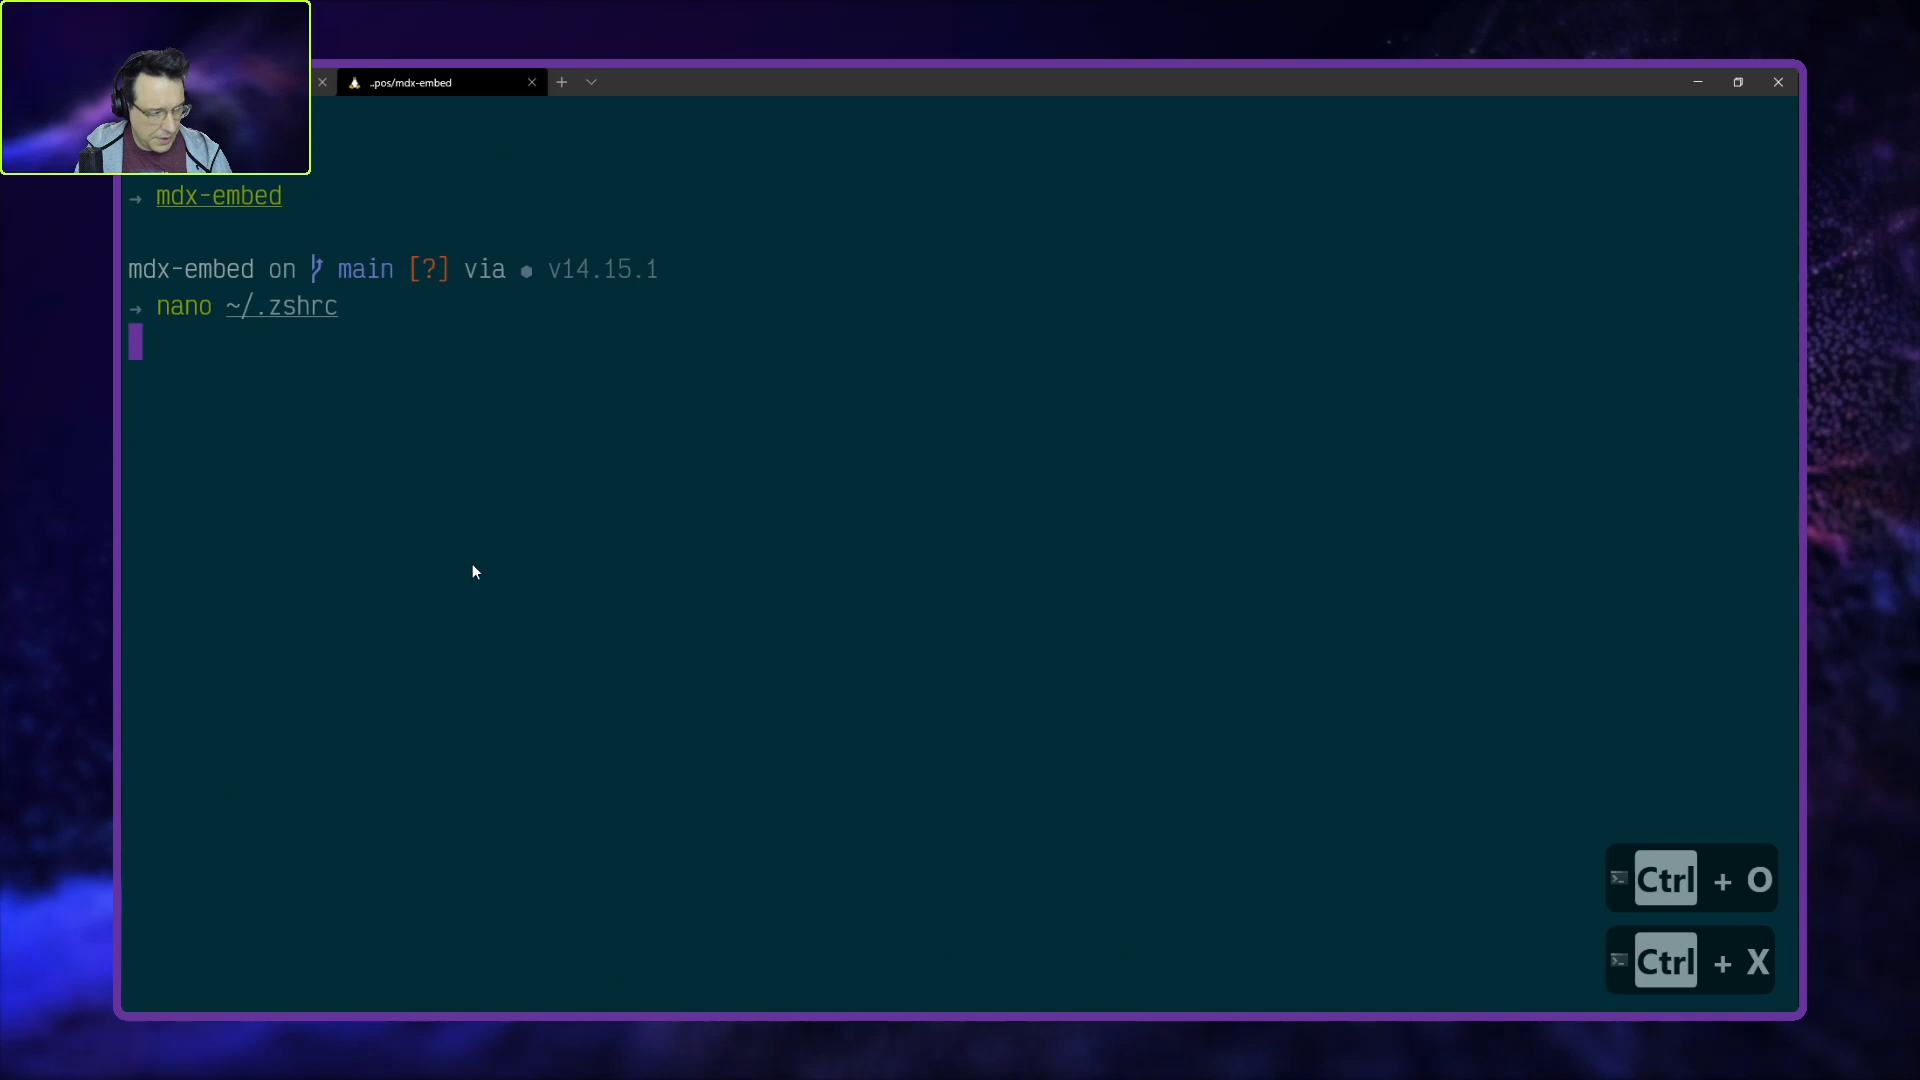 ..pos/mdx-embed
→ mdx-embed
mdx-embed on main [?] via ● v14.15.1
→ nano ~/.zshrc
Ctrl + O
Ctrl + X